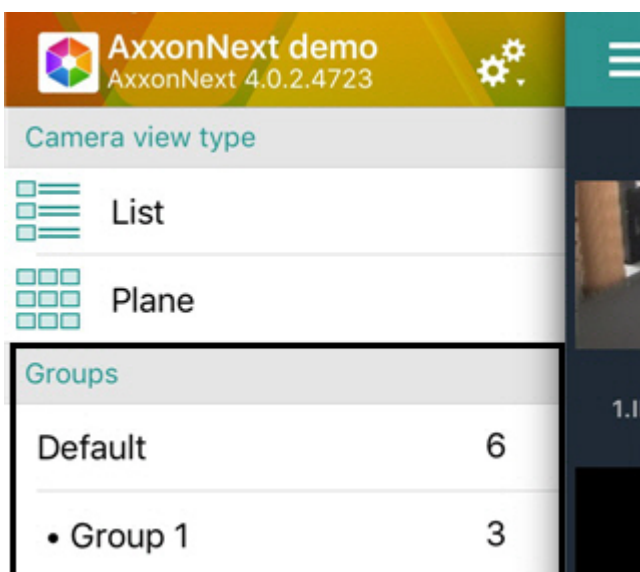 AxxonNext demo
AxxonNext 4.0.2.4723
Camera view type
List
Plane
Groups
Default 6
• Group 1 3